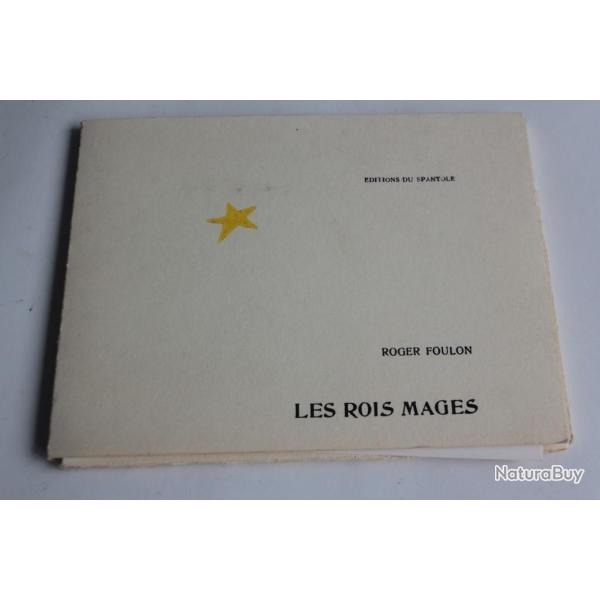 EDITIONS DU SPANTOLE
ROGER FOULON
LES ROIS MAGES
NaturaBuy